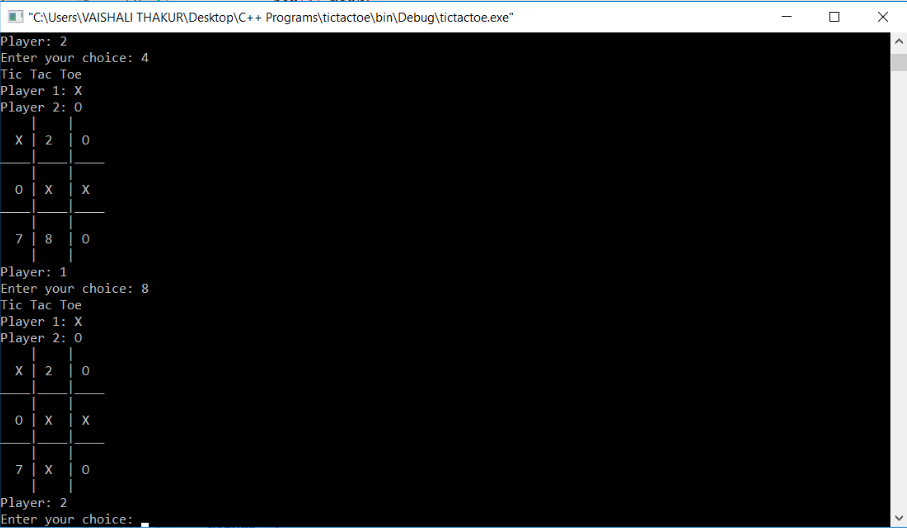 "C:\Users\VAISHALI THAKUR\Desktop\C++ Programs\tictactoe\bin\Debug\tictactoe.exe"
Player: 2
Enter your choice: 4
Tic Tac Toe
Player 1: X
Player 2: O
     |     |
  X  |  2  |  O
_____|_____|_____
     |     |
  O  |  X  |  X
_____|_____|_____
     |     |
  7  |  8  |  O
     |     |
Player: 1
Enter your choice: 8
Tic Tac Toe
Player 1: X
Player 2: O
     |     |
  X  |  2  |  O
_____|_____|_____
     |     |
  O  |  X  |  X
_____|_____|_____
     |     |
  7  |  X  |  O
     |     |
Player: 2
Enter your choice: